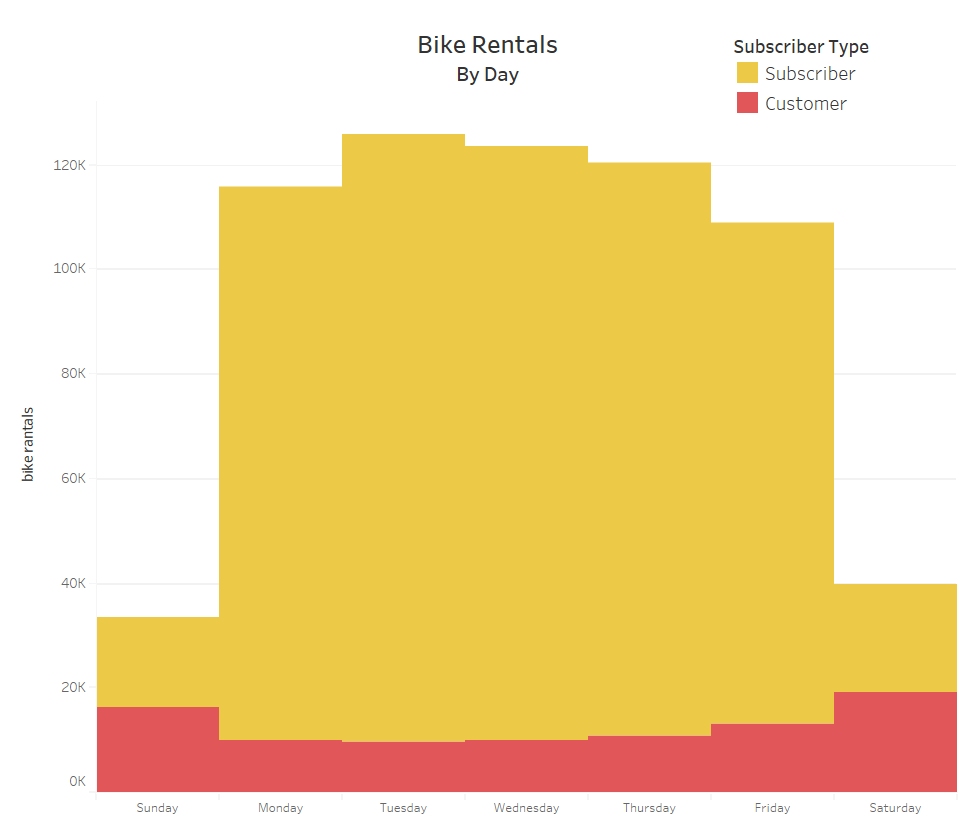 Bike Rentals
By Day
Subscriber Type
Subscriber
Customer
bike rantals
120K
100K
80K
60K
40K
20K
0K
Sunday Monday Tuesday Wednesday Thursday Friday Saturday